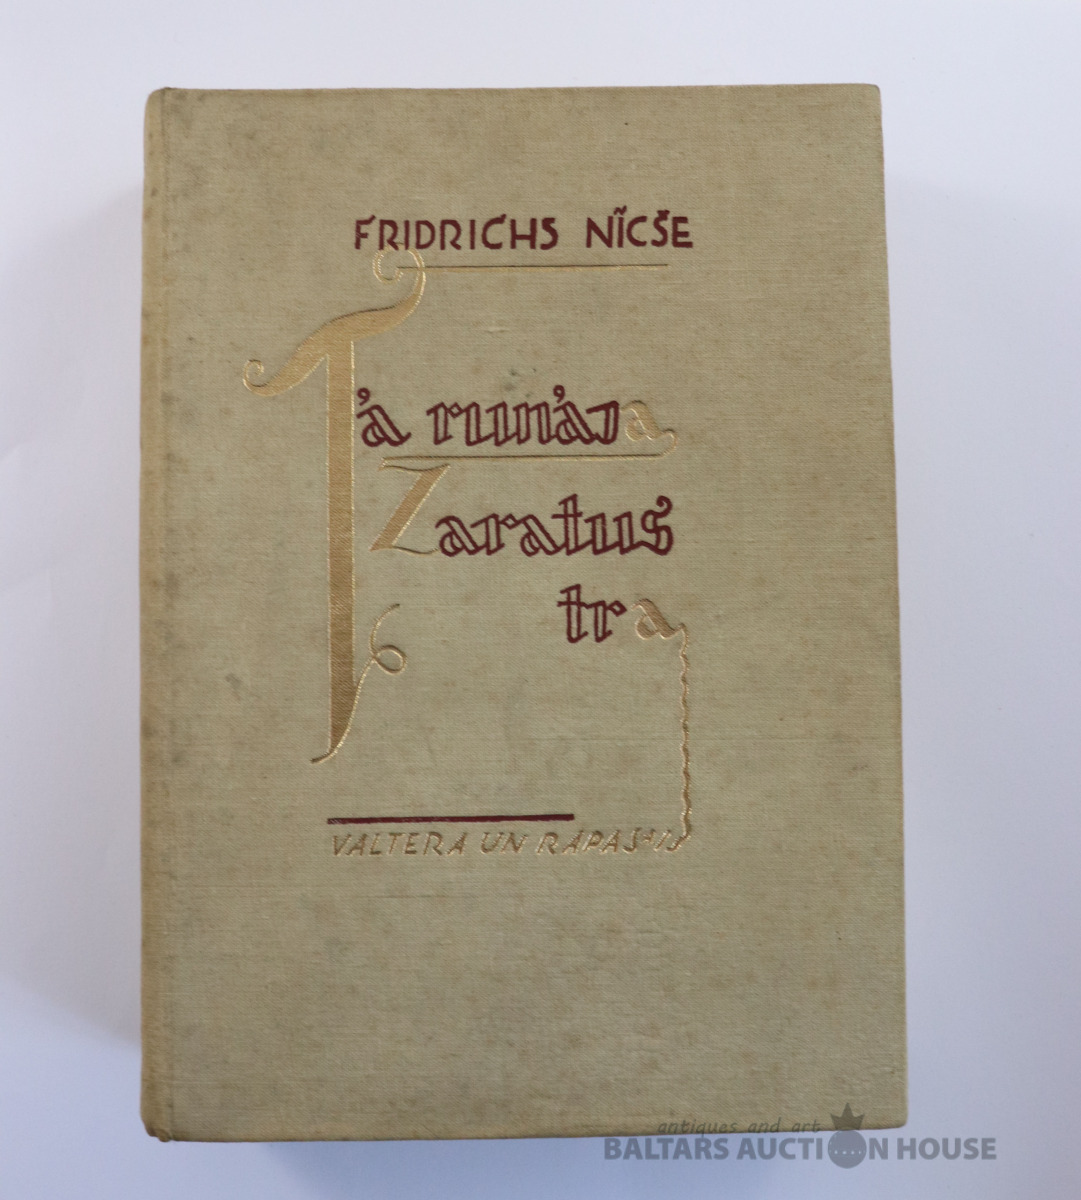 FRIDRICHS NĪCŠE
Tā runāja
Zaratus
tra
VALTERA UN RAPAS A/S
antiques and art
BALTARS AUCTION HOUSE